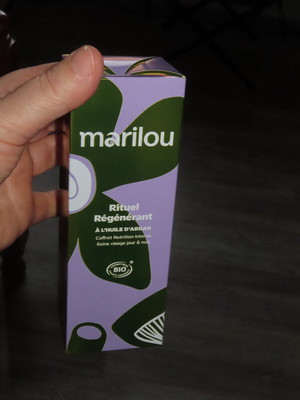 marilou
Rituel
Régénérant
À L'HUILE D'ARGAN
Coffret Nutrition Intense
Soins visage jour & nuit
BIO